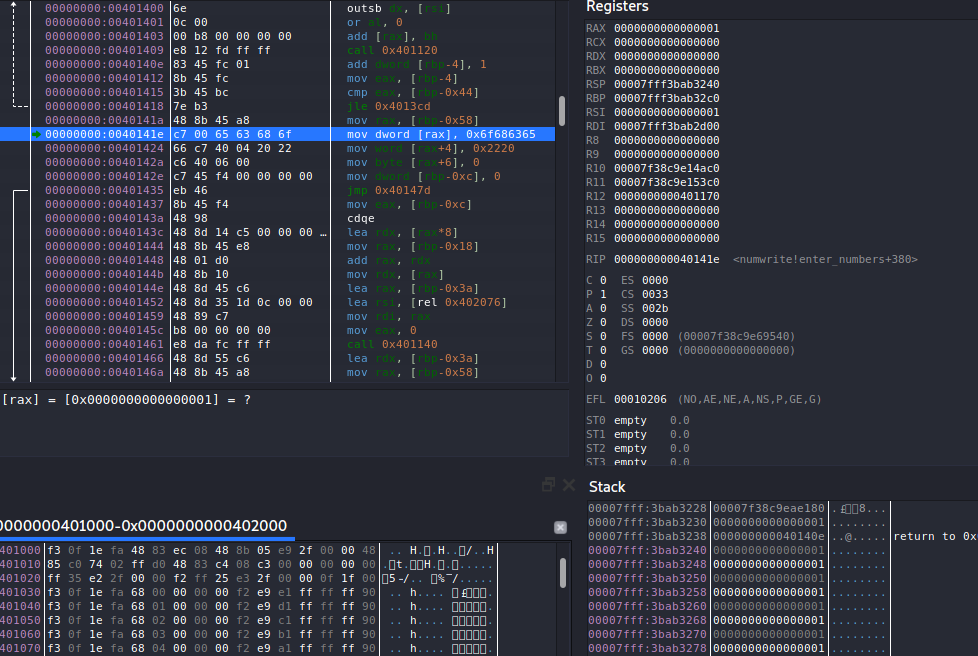 00000000:00401400 6e outsb dx, [rsi]
00000000:00401401 0c 00 or al, 0
00000000:00401403 00 b8 00 00 00 00 add [rax], bh
00000000:00401409 e8 12 fd ff ff call 0x401120
00000000:0040140e 83 45 fc 01 add dword [rbp-4], 1
00000000:00401412 8b 45 fc mov eax, [rbp-4]
00000000:00401415 3b 45 bc cmp eax, [rbp-0x44]
00000000:00401418 7e b3 jle 0x4013cd
00000000:0040141a 48 8b 45 a8 mov rax, [rbp-0x58]
00000000:0040141e c7 00 65 63 68 6f mov dword [rax], 0x6f686365
00000000:00401424 66 c7 40 04 20 22 mov word [rax+4], 0x2220
00000000:0040142a c6 40 06 00 mov byte [rax+6], 0
00000000:0040142e c7 45 f4 00 00 00 00 mov dword [rbp-0xc], 0
00000000:00401435 eb 46 jmp 0x40147d
00000000:00401437 8b 45 f4 mov eax, [rbp-0xc]
00000000:0040143a 48 98 cdqe
00000000:0040143c 48 8d 14 c5 00 00 00 … lea rdx, [rax*8]
00000000:00401444 48 8b 45 e8 mov rax, [rbp-0x18]
00000000:00401448 48 01 d0 add rax, rdx
00000000:0040144b 48 8b 10 mov rdx, [rax]
00000000:0040144e 48 8d 45 c6 lea rax, [rbp-0x3a]
00000000:00401452 48 8d 35 1d 0c 00 00 lea rsi, [rel 0x402076]
00000000:00401459 48 89 c7 mov rdi, rax
00000000:0040145c b8 00 00 00 00 mov eax, 0
00000000:00401461 e8 da fc ff ff call 0x401140
00000000:00401466 48 8d 55 c6 lea rdx, [rbp-0x3a]
00000000:0040146a 48 8b 45 a8 mov rax, [rbp-0x58]
[rax] = [0x0000000000000001] = ?
Registers
RAX 0000000000000001
RCX 0000000000000000
RDX 0000000000000000
RBX 0000000000000000
RSP 00007fff3bab3240
RBP 00007fff3bab32c0
RSI 0000000000000001
RDI 00007fff3bab2d00
R8 0000000000000000
R9 0000000000000000
R10 00007f38c9e14ac0
R11 00007f38c9e153c0
R12 0000000000401170
R13 0000000000000000
R14 0000000000000000
R15 0000000000000000
RIP 000000000040141e <numwrite!enter_numbers+380>
C 0 ES 0000
P 1 CS 0033
A 0 SS 002b
Z 0 DS 0000
S 0 FS 0000 (00007f38c9e69540)
T 0 GS 0000 (0000000000000000)
D 0
O 0
EFL 00010206 (NO,AE,NE,A,NS,P,GE,G)
ST0 empty 0.0
ST1 empty 0.0
ST2 empty 0.0
ST3 empty 0.0
0000000401000-0x0000000000402000
401000 f3 0f 1e fa 48 83 ec 08 48 8b 05 e9 2f 00 00 48
401010 85 c0 74 02 ff d0 48 83 c4 08 c3 00 00 00 00 00
401020 ff 35 e2 2f 00 00 f2 ff 25 e3 2f 00 00 0f 1f 00
401030 f3 0f 1e fa 68 00 00 00 00 f2 e9 e1 ff ff ff 90
401040 f3 0f 1e fa 68 01 00 00 00 f2 e9 d1 ff ff ff 90
401050 f3 0f 1e fa 68 02 00 00 00 f2 e9 c1 ff ff ff 90
401060 f3 0f 1e fa 68 03 00 00 00 f2 e9 b1 ff ff ff 90
401070 f3 0f 1e fa 68 04 00 00 00 f2 e9 a1 ff ff ff 90
Stack
00007fff:3bab3228 00007f38c9eae180
00007fff:3bab3230 0000000000000001 ........
00007fff:3bab3238 000000000040140e ..@..... return to 0x
00007fff:3bab3240 0000000000000001 ........
00007fff:3bab3248 0000000000000001 ........
00007fff:3bab3250 0000000000000001 ........
00007fff:3bab3258 0000000000000001 ........
00007fff:3bab3260 0000000000000001 ........
00007fff:3bab3268 0000000000000001 ........
00007fff:3bab3270 0000000000000001 ........
00007fff:3bab3278 0000000000000001 ........